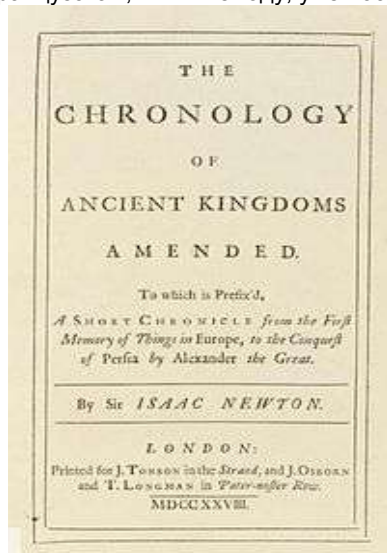 THE
CHRONOLOGY
OF
ANCIENT KINGDOMS
AMENDED.
To which is Prefix'd,
A SHORT CHRONICLE from the Firſt
Memory of Things in Europe, to the Conqueſt
of Perſia by Alexander the Great.
By Sir ISAAC NEWTON.
LONDON:
Printed for J. TONSON in the Strand, and J. OSBORN
and T. LONGMAN in Pater-noſter Row.
MDCCXXVIII.